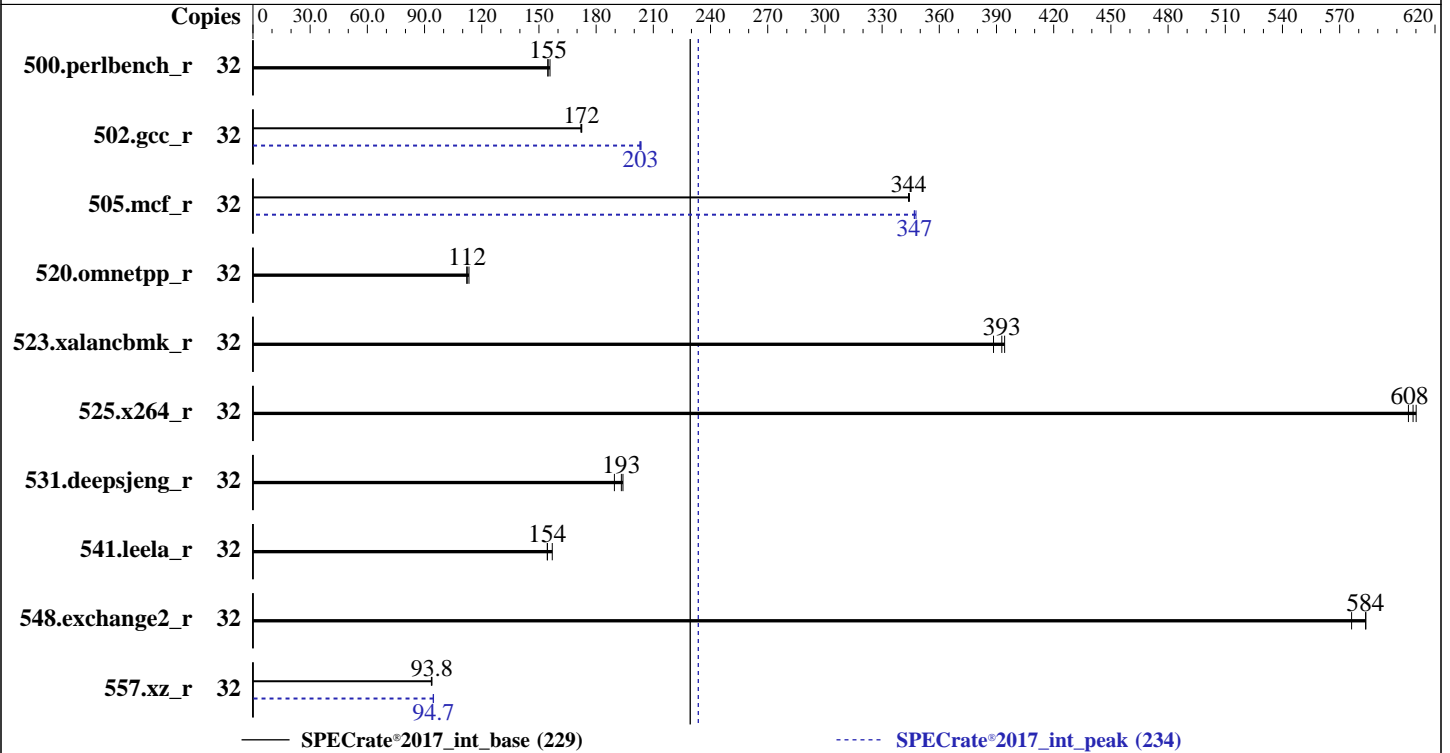 Copies 0 30.0 60.0 90.0 120 150 180 210 240 270 300 330 360 390 420 450 480 510 540 570 620
155
500.perlbench_r 32
172
502.gcc_r 32
203
344
505.mcf_r 32
347
112
520.omnetpp_r 32
393
523.xalancbmk_r 32
608
525.x264_r 32
193
531.deepsjeng_r 32
154
541.leela_r 32
584
548.exchange2_r 32
93.8
557.xz_r 32
94.7
SPECrate®2017_int_base (229) SPECrate®2017_int_peak (234)